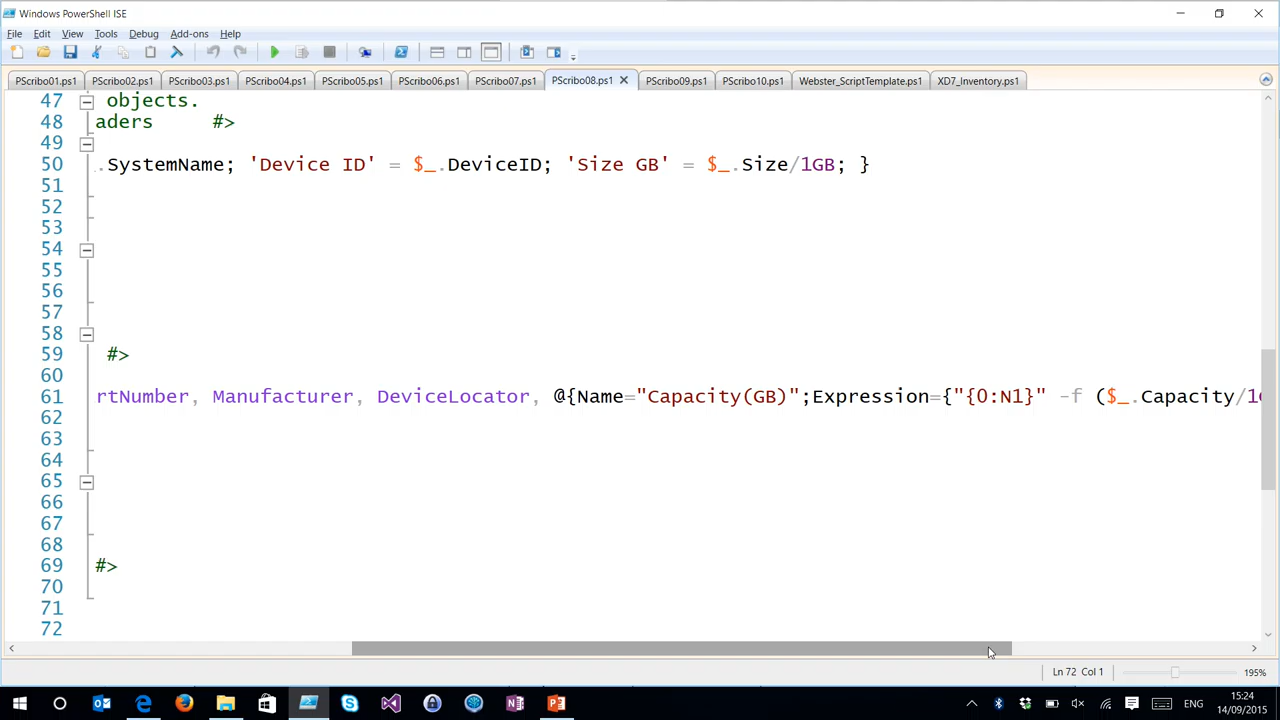 Windows PowerShell ISE
File Edit View Tools Debug Add-ons Help
PScribo01.ps1 PScribo02.ps1 PScribo03.ps1 PScribo04.ps1 PScribo05.ps1 PScribo06.ps1 PScribo07.ps1 PScribo08.ps1 PScribo09.ps1 PScribo10.ps1 Webster_ScriptTemplate.ps1 XD7_Inventory.ps1
47 objects.
48 aders #>
49
50 .SystemName; 'Device ID' = $_.DeviceID; 'Size GB' = $_.Size/1GB; }
51
52
53
54
55
56
57
58
59 #>
60
61 rtNumber, Manufacturer, DeviceLocator, @{Name="Capacity(GB)";Expression={"{0:N1}" -f ($_.Capacity/1G
62
63
64
65
66
67
68
69 #>
70
71
72
Ln 72 Col 1 195%
ENG 15:24
14/09/2015